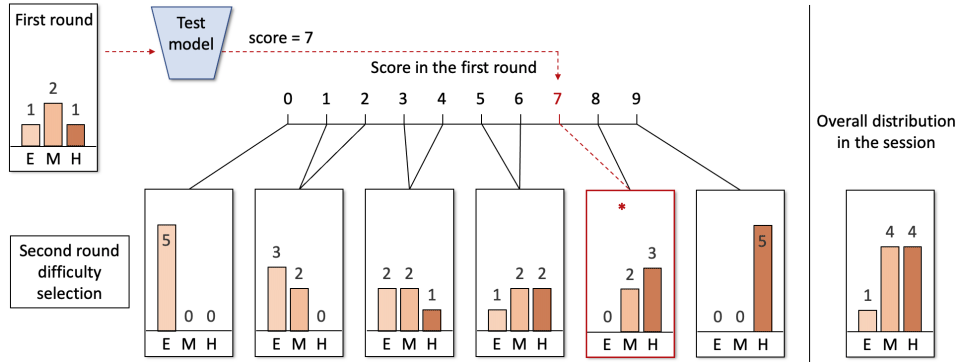 First round
1 2 1
E M H
Test
model
score = 7
Score in the first round
0 1 2 3 4 5 6 7 8 9
Second round
difficulty
selection
5 0 0
E M H
3 2 0
E M H
2 2 1
E M H
1 2 2
E M H
*
0 2 3
E M H
0 0 5
E M H
Overall distribution
in the session
1 4 4
E M H